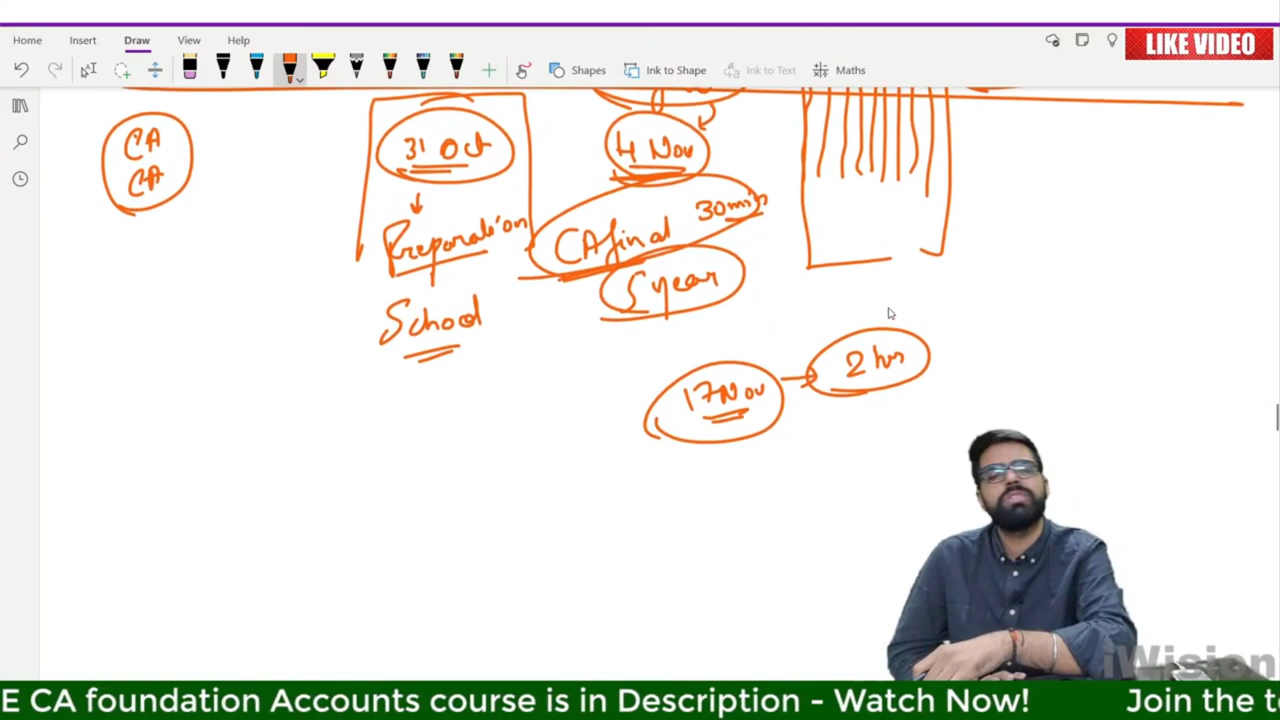 Home Insert Draw View Help
LIKE VIDEO
Shapes Ink to Shape Ink to Text Math
CA
CA
31 Oct
4 Nov
Preparation
CA final 30 min
5 year
School
17 Nov
2 hrs
iWision
E CA foundation Accounts course is in Description - Watch Now! Join the t